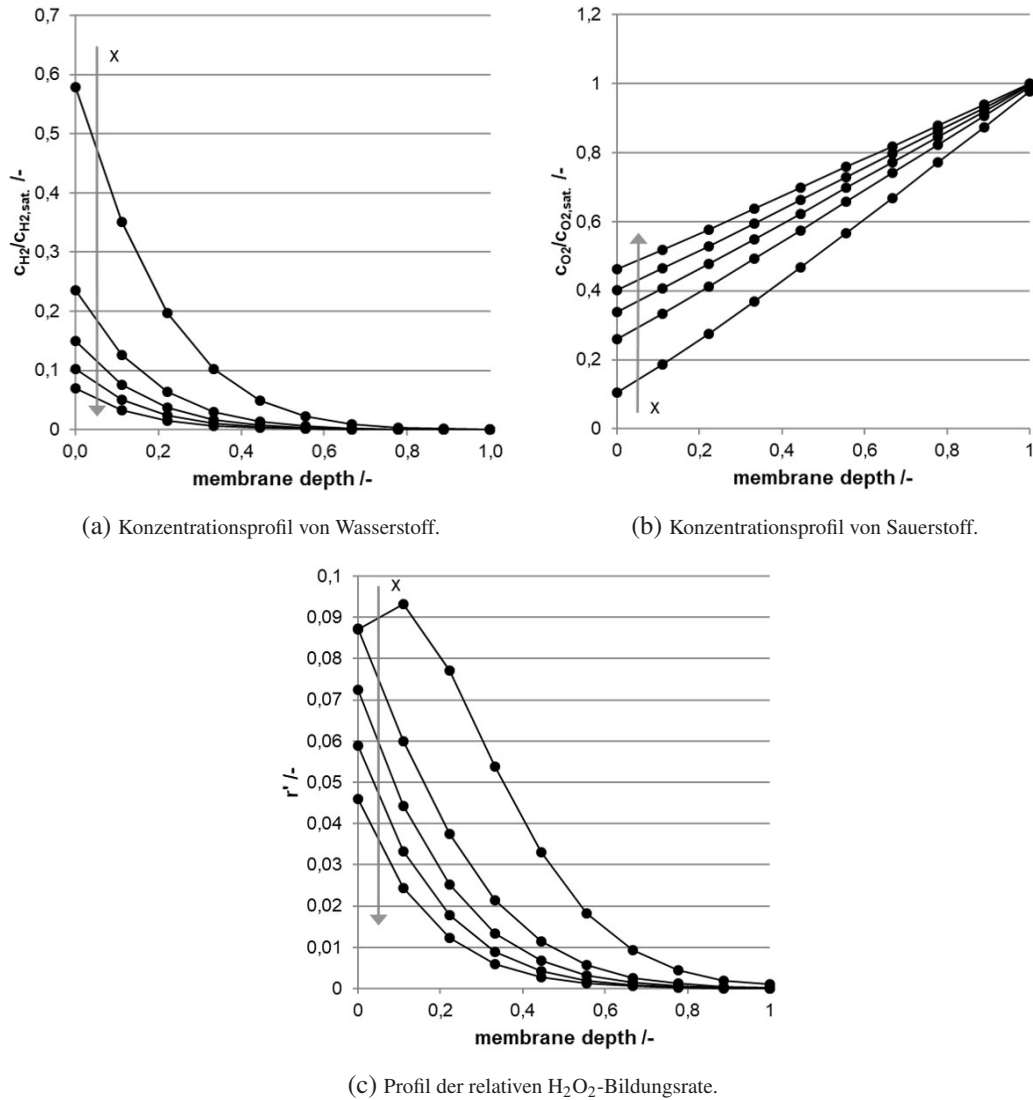 0,7
0,6
0,5
0,4
0,3
0,2
0,1
0
cH2/cH2,sat. /-
X
0,0 0,2 0,4 0,6 0,8 1,0
membrane depth /-
(a) Konzentrationsprofil von Wasserstoff.
1,2
1
0,8
0,6
0,4
0,2
0
cO2/cO2,sat. /-
X
0 0,2 0,4 0,6 0,8 1
membrane depth /-
(b) Konzentrationsprofil von Sauerstoff.
0,1
0,09
0,08
0,07
0,06
0,05
0,04
0,03
0,02
0,01
0
r' /-
X
0 0,2 0,4 0,6 0,8 1
membrane depth /-
(c) Profil der relativen H₂O₂-Bildungsrate.